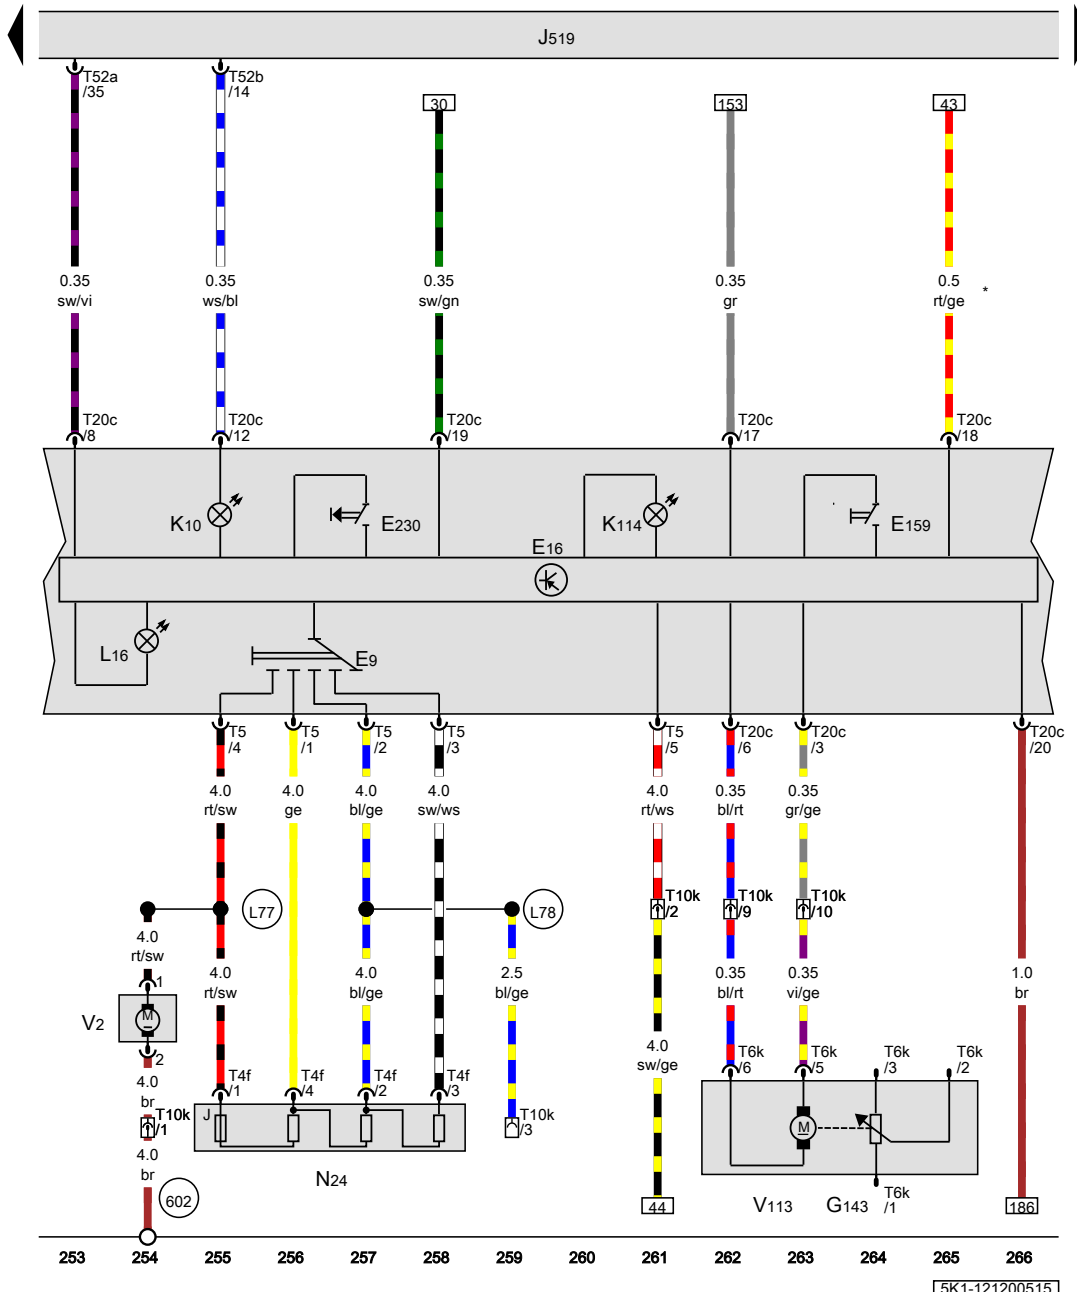 J519
T52a
/35
T52b
/14
30
153
43
0.35
sw/vi
0.35
ws/bl
0.35
sw/gn
0.35
gr
0.5
rt/ge
*
T20c
/8
T20c
/12
T20c
/19
T20c
/17
T20c
/18
K10
E230
K114
E159
E16
L16
E9
T5
/4
T5
/1
T5
/2
T5
/3
T5
/5
T20c
/6
T20c
/3
T20c
/20
4.0
rt/sw
4.0
ge
4.0
bl/ge
4.0
sw/ws
4.0
rt/ws
0.35
bl/rt
0.35
gr/ge
L77
L78
T10k
/2
T10k
/9
T10k
/10
4.0
rt/sw
4.0
rt/sw
4.0
bl/ge
2.5
bl/ge
0.35
bl/rt
0.35
vi/ge
1.0
br
1
V2
M
2
4.0
sw/ge
4.0
br
T4f
/1
T4f
/4
T4f
/2
T4f
/3
T6k
/6
T6k
/5
T6k
/3
T6k
/2
T10k
/1
J
T10k
/3
M
4.0
br
N24
602
44
V113
G143
T6k
/1
186
253 254 255 256 257 258 259 260 261 262 263 264 265 266
5K1-121200515